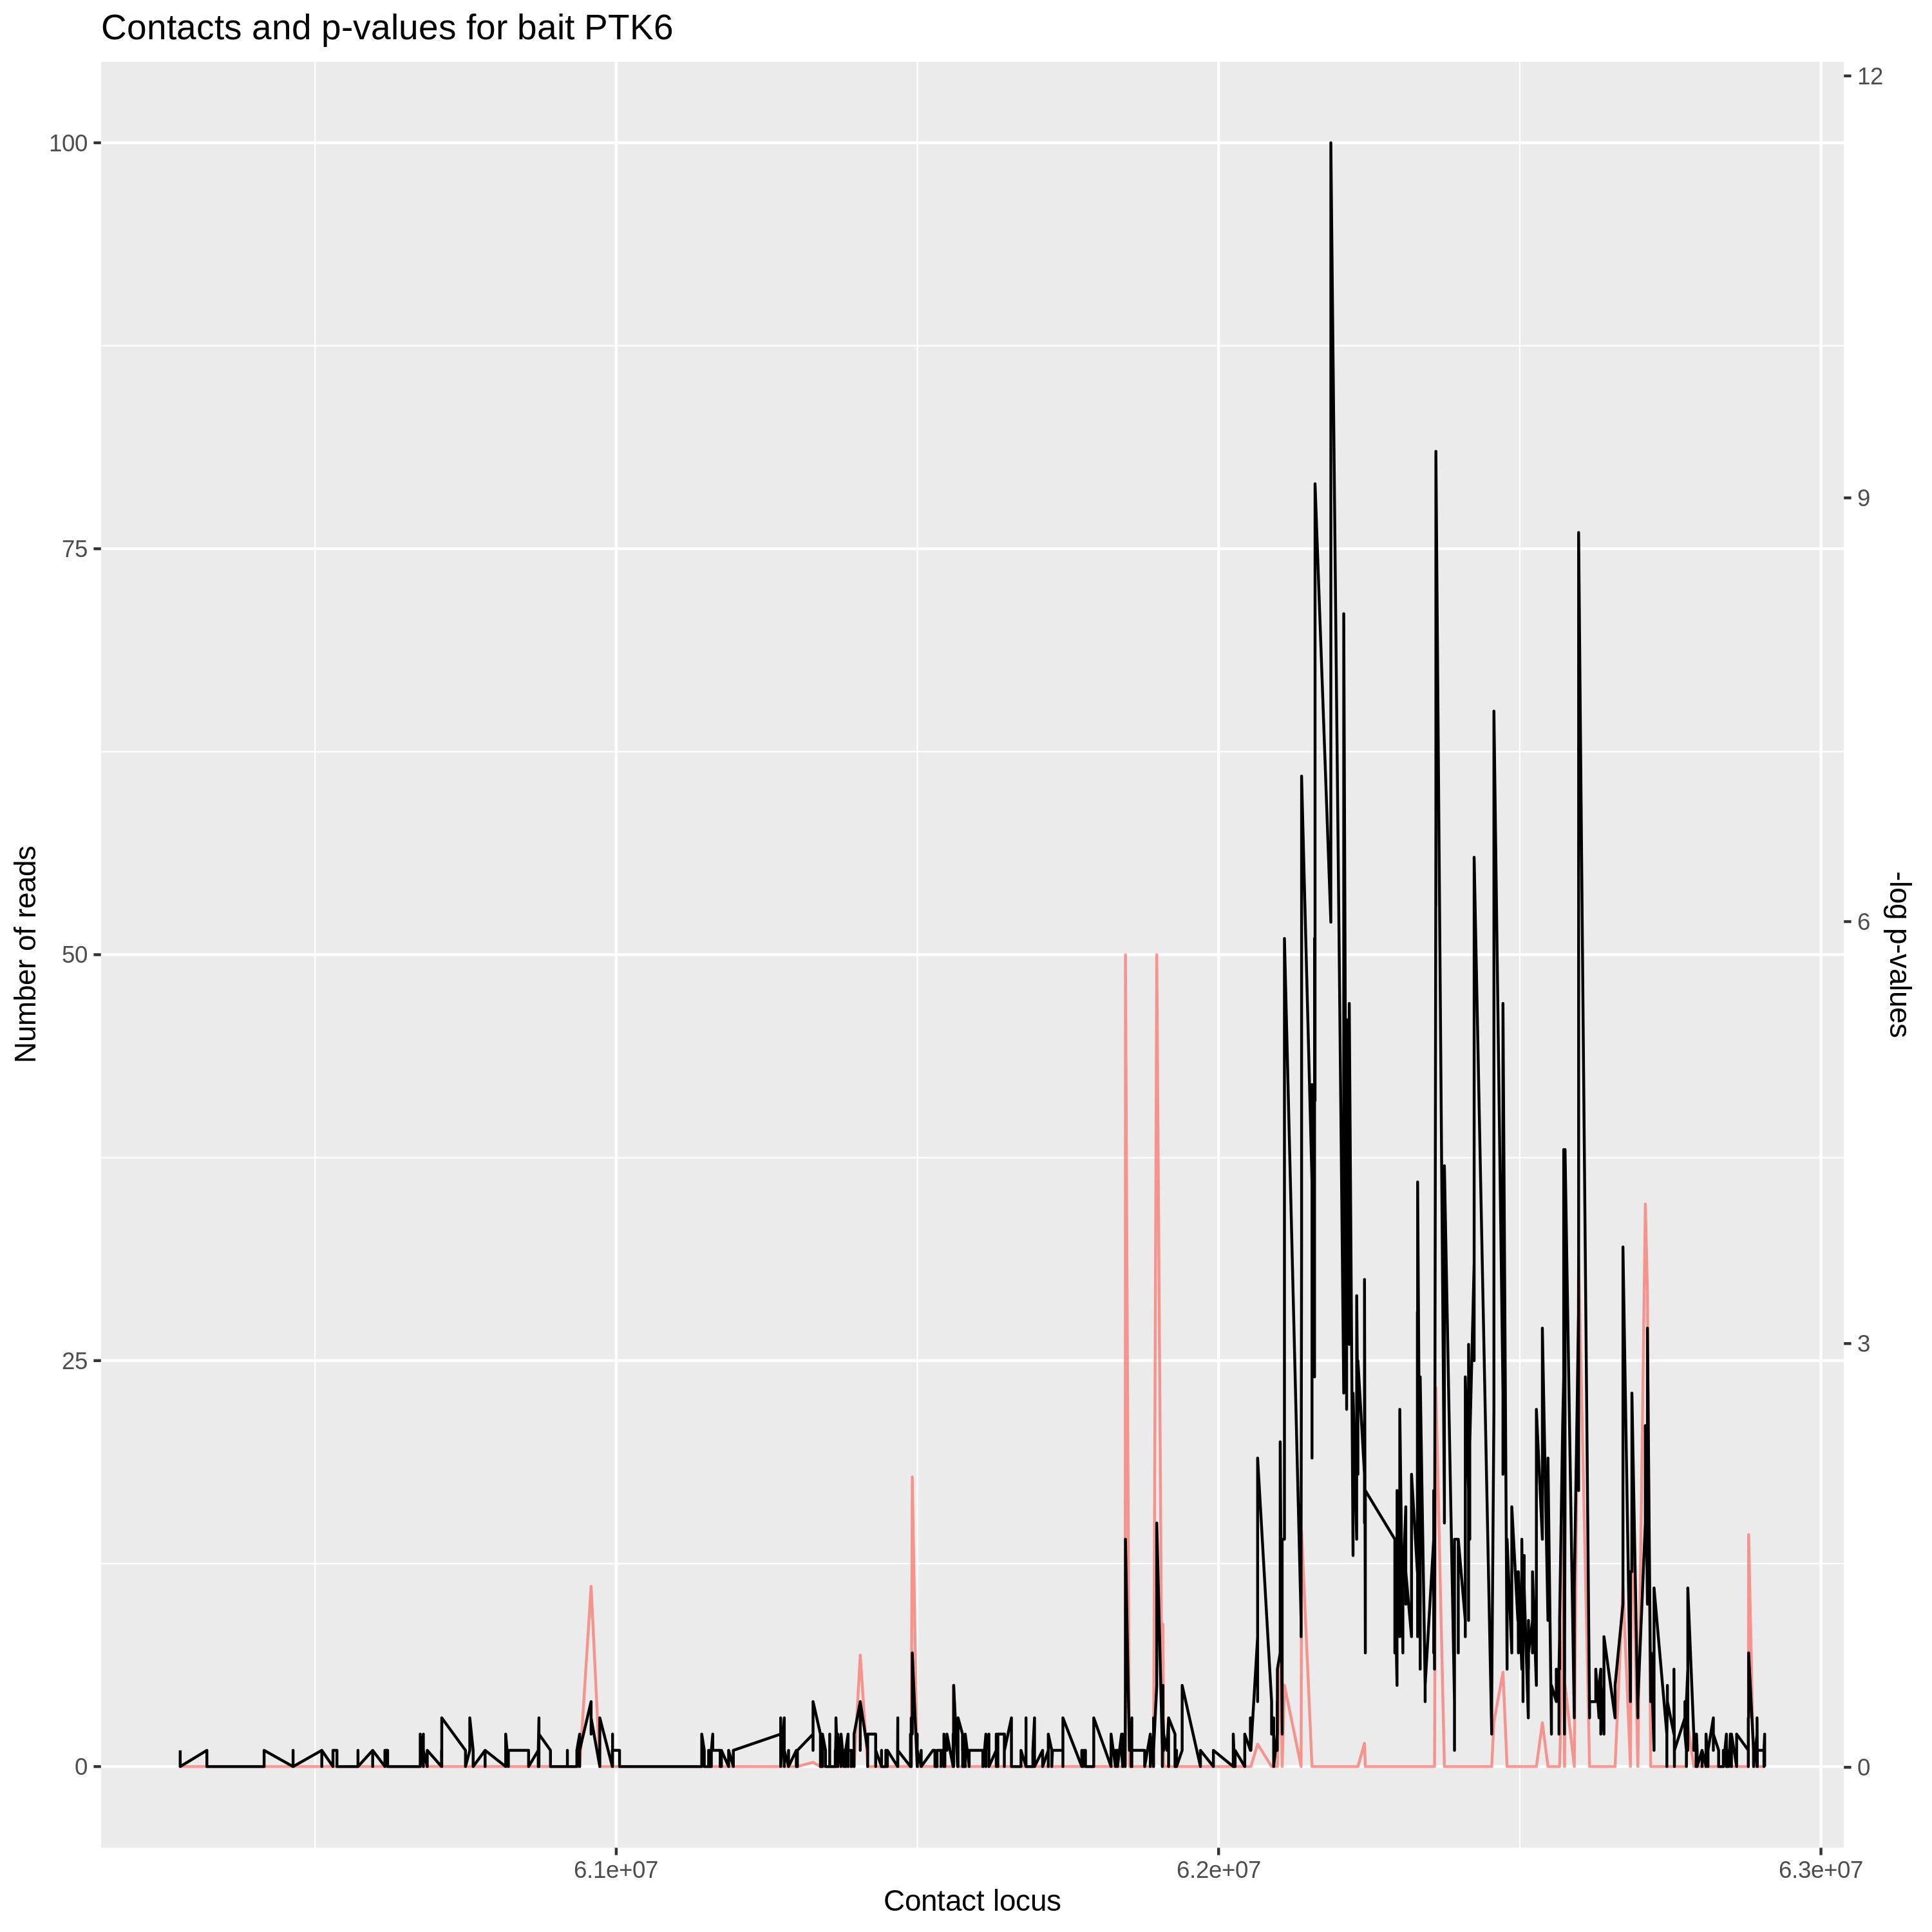 Contacts and p-values for bait PTK6
12
100
9
75
Number of reads
6
-log p-values
50
3
25
0
0
6.1e+07
6.2e+07
6.3e+07
Contact locus